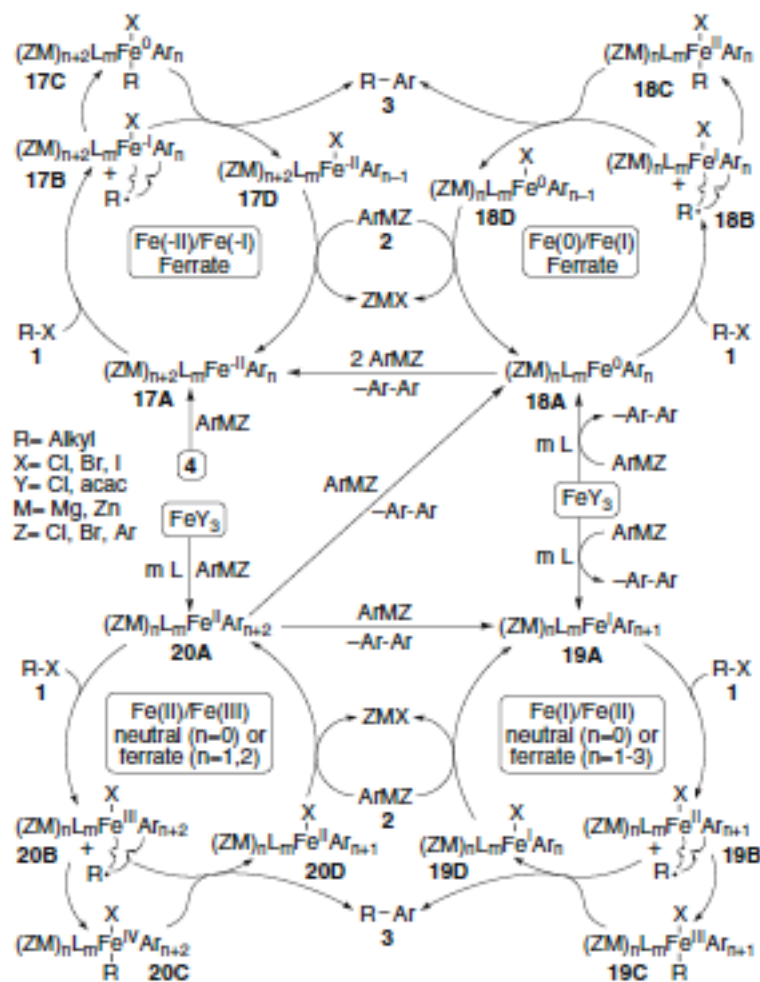 X
(ZM)n+2LmFe⁰Arn
17C
R
X
(ZM)nLmFeᴵᴵArn
18C
R
R–Ar
3
X
(ZM)n+2LmFe⁻ᴵArn
17B
+
R·
X
(ZM)n+2LmFe⁻ᴵᴵArn–1
17D
X
(ZM)nLmFe⁰Arn–1
18D
X
(ZM)nLmFeᴵArn
+
R·
18B
Fe(-II)/Fe(-I)
Ferrate
ArMZ
2
ZMX
Fe(0)/Fe(I)
Ferrate
R-X
1
R-X
1
(ZM)n+2LmFe⁻ᴵᴵArn
17A
2 ArMZ
–Ar-Ar
(ZM)nLmFe⁰Arn
18A
ArMZ
4
R= Alkyl
X= Cl, Br, I
Y= Cl, acac
M= Mg, Zn
Z= Cl, Br, Ar
FeY3
m L
ArMZ
ArMZ
–Ar-Ar
–Ar-Ar
m L
ArMZ
FeY3
ArMZ
m L
–Ar-Ar
(ZM)nLmFeᴵᴵArn+2
20A
ArMZ
–Ar-Ar
(ZM)nLmFeᴵArn+1
19A
R-X
1
R-X
1
Fe(II)/Fe(III)
neutral (n=0) or
ferrate (n=1,2)
ZMX
ArMZ
2
Fe(I)/Fe(II)
neutral (n=0) or
ferrate (n=1-3)
X
(ZM)nLmFeᴵᴵᴵArn+2
20B
+
R·
X
(ZM)nLmFeᴵᴵArn+1
20D
X
(ZM)nLmFeᴵArn
19D
X
(ZM)nLmFeᴵᴵArn+1
+
R·
19B
R–Ar
3
X
(ZM)nLmFeᴵⱽArn+2
R
20C
X
(ZM)nLmFeᴵᴵᴵArn+1
19C
R